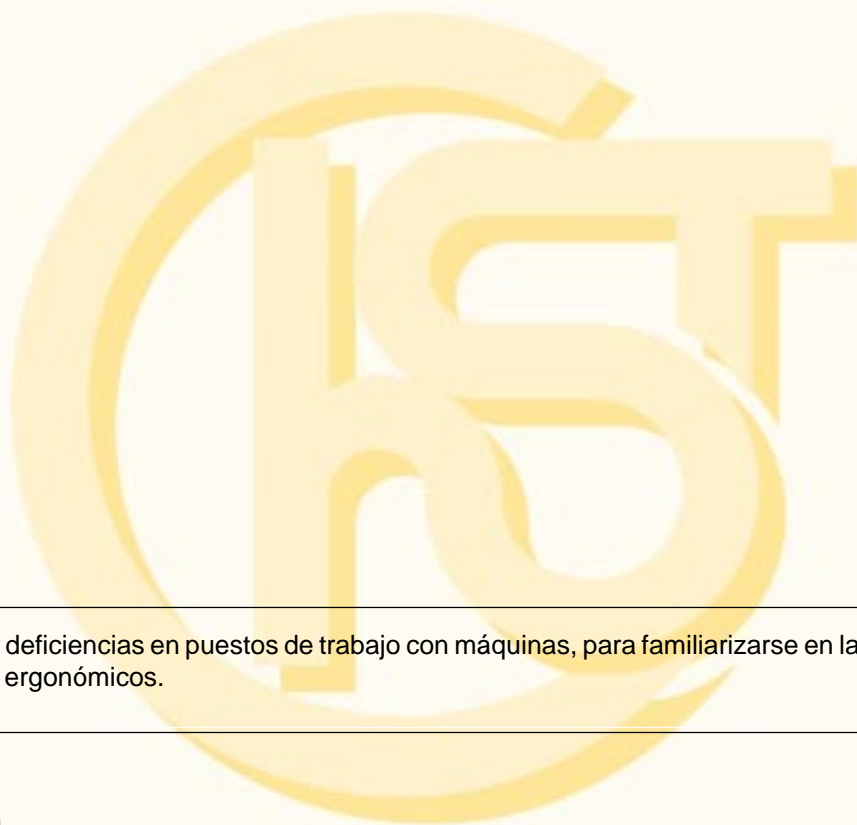 deficiencias en puestos de trabajo con máquinas, para familiarizarse en la
ergonómicos.